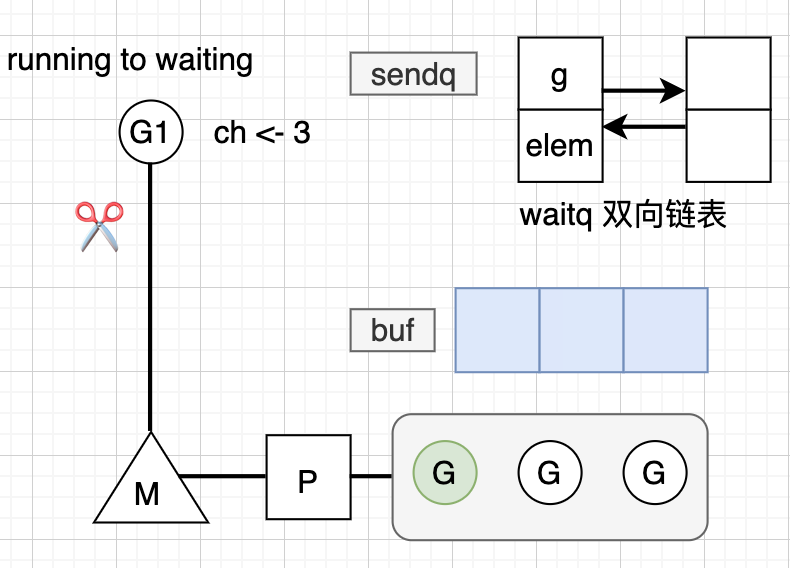 running to waiting
sendq
g
G1
ch <- 3
elem
waitq 双向链表
buf
M
P
G
G
G